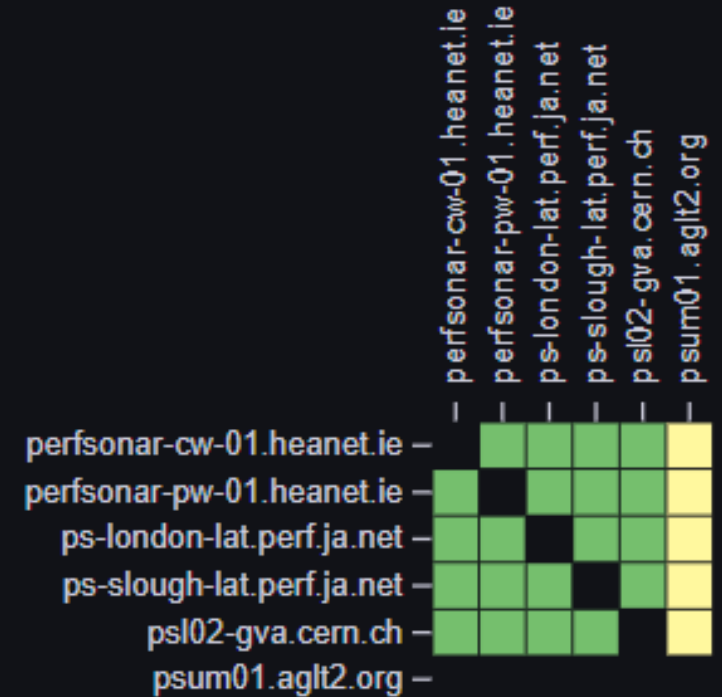 perfsonar-cw-01.heanet.ie
perfsonar-pw-01.heanet.ie
ps-london-lat.perf.ja.net
ps-slough-lat.perf.ja.net
psl02-gva.cern.ch
psum01.aglt2.org
perfsonar-cw-01.heanet.ie
perfsonar-pw-01.heanet.ie
ps-london-lat.perf.ja.net
ps-slough-lat.perf.ja.net
psl02-gva.cern.ch
psum01.aglt2.org